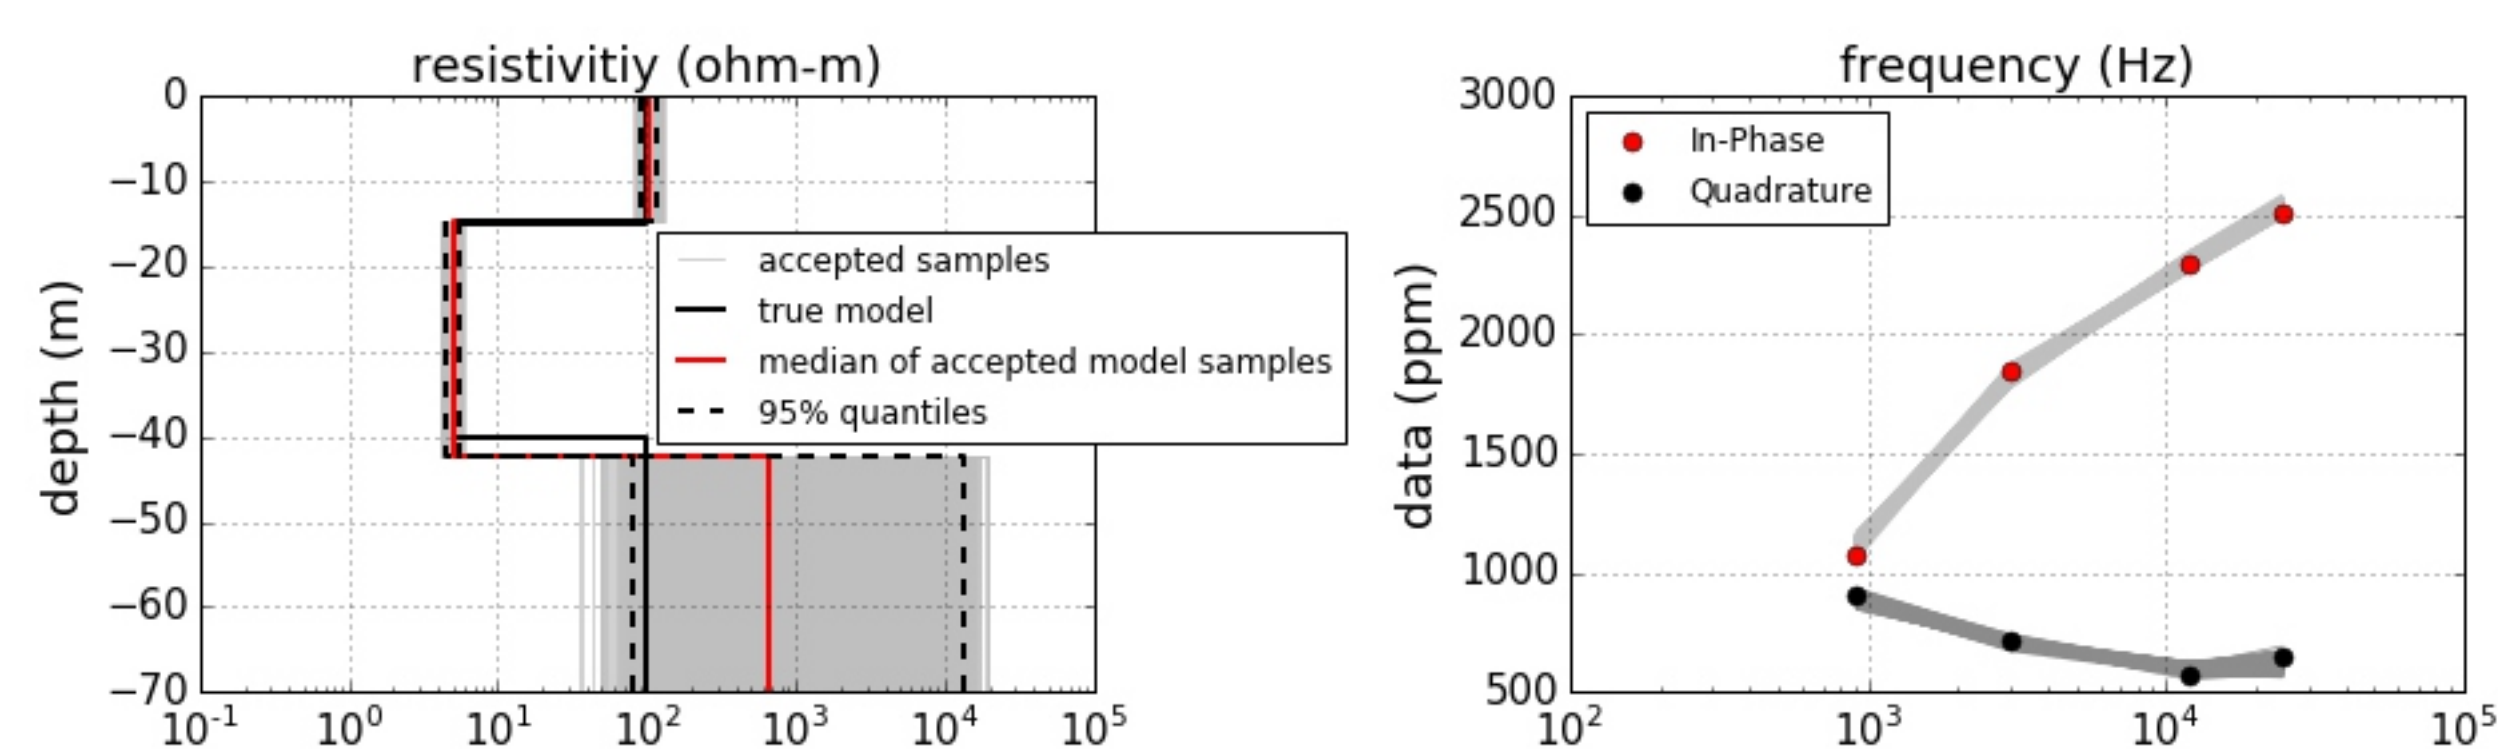 resistivitiy (ohm-m)
depth (m)
0
−10
−20
−30
−40
−50
−60
−70
10⁻¹
10⁰
10¹
10²
10³
10⁴
10⁵
accepted samples
true model
median of accepted model samples
95% quantiles
frequency (Hz)
data (ppm)
3000
2500
2000
1500
1000
500
10²
10³
10⁴
10⁵
In-Phase
Quadrature